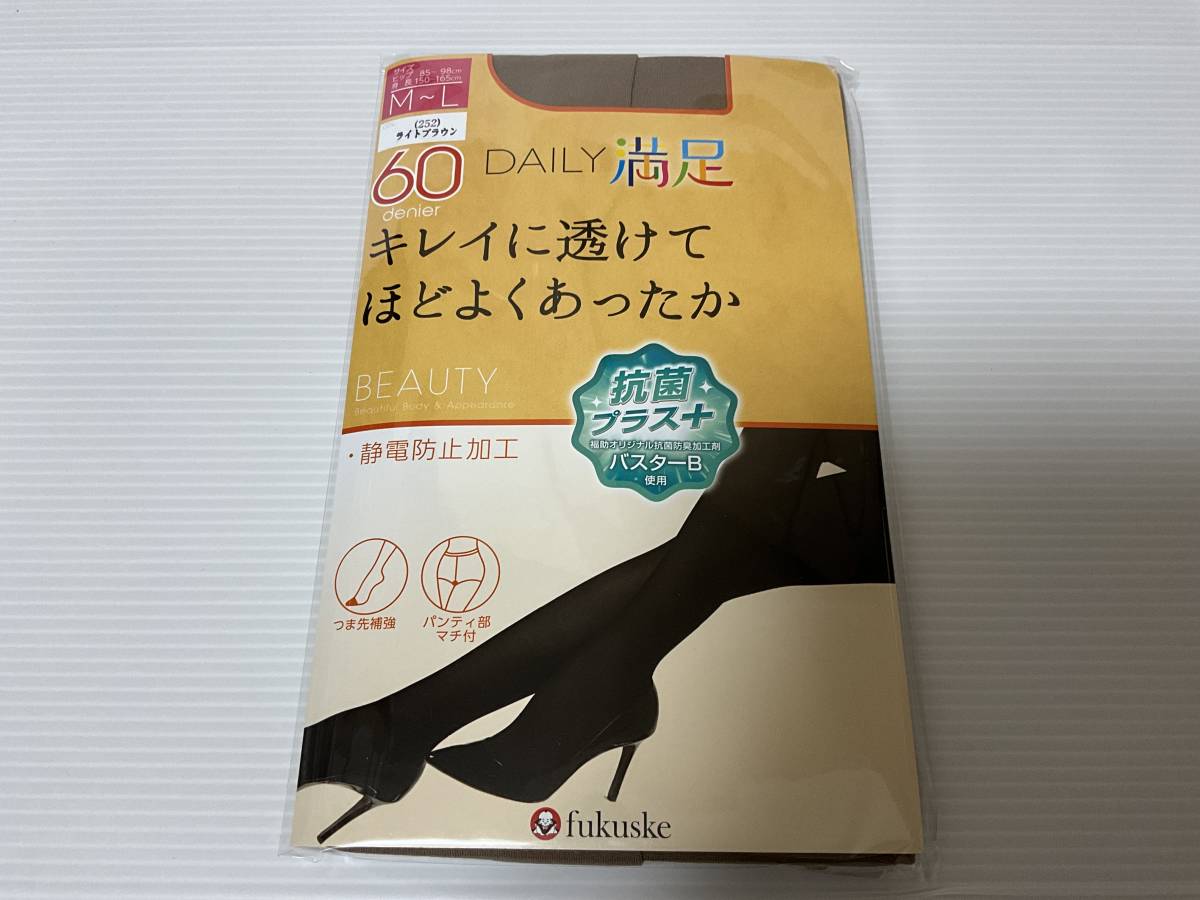 サイズ
ヒップ 85~98cm
身長 150~165cm
M~L
(252)
ライトブラウン
60
denier
DAILY 満足
キレイに透けて
ほどよくあったか
BEAUTY
Beautiful Body & Appearance
・静電防止加工
抗菌
プラス+
福助オリジナル抗菌防臭加工剤
バスターB
使用
つま先補強
パンティ部
マチ付
fukuske